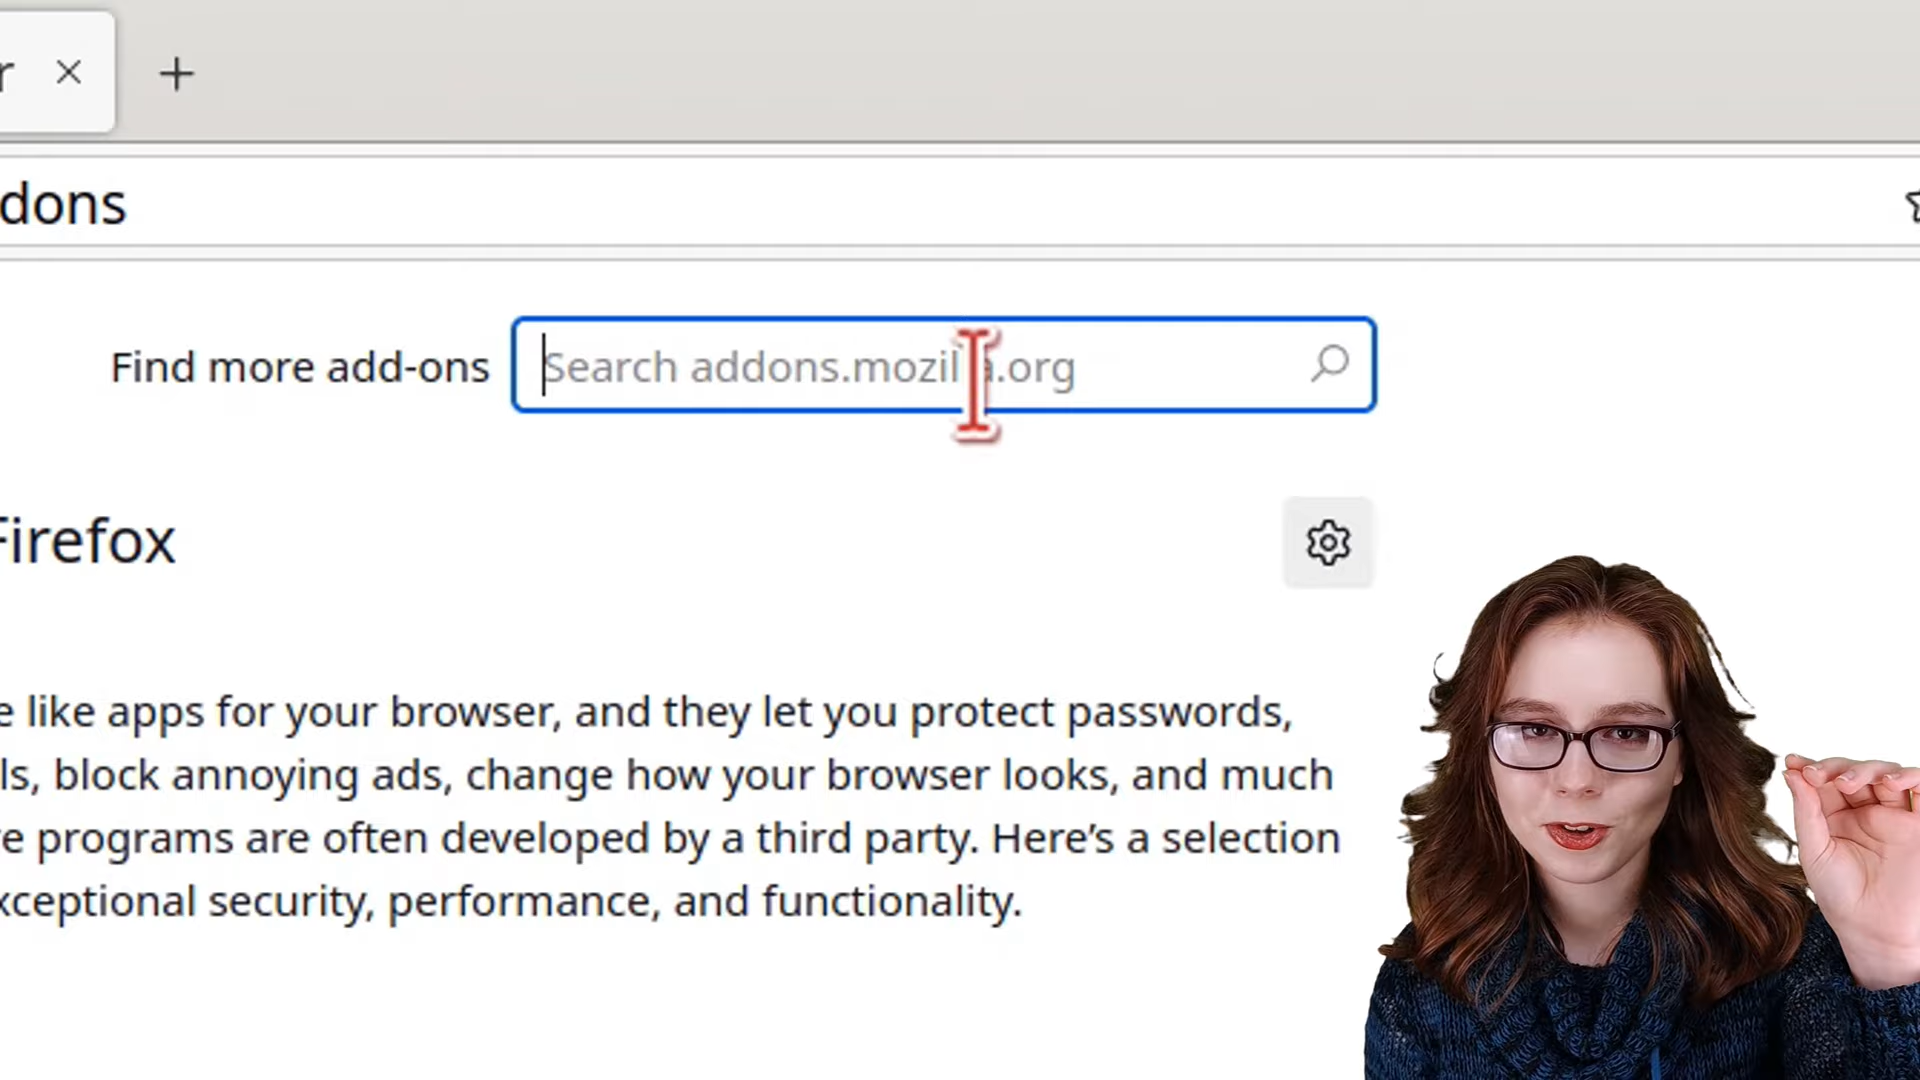 r
dons
Find more add-ons
Search addons.mozilla.org
Firefox
e like apps for your browser, and they let you protect passwords,
ls, block annoying ads, change how your browser looks, and much
e programs are often developed by a third party. Here’s a selection
xceptional security, performance, and functionality.